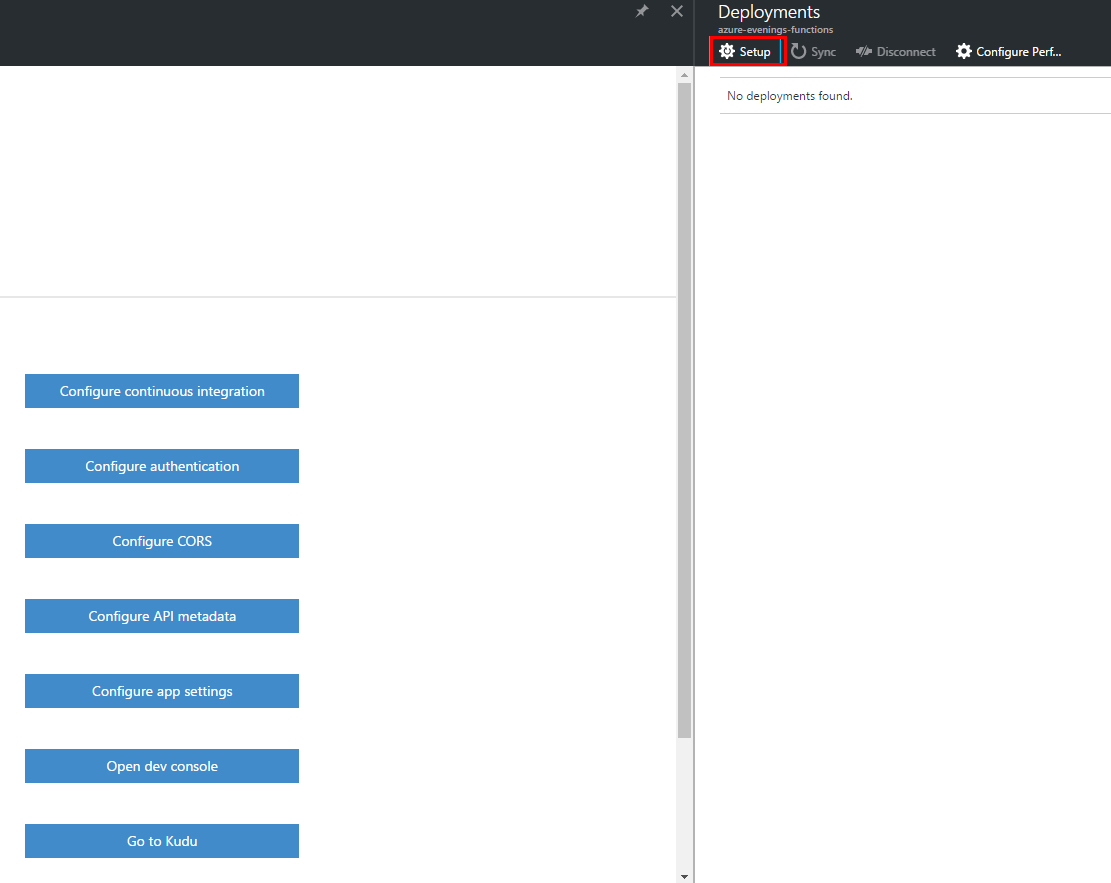 Deployments
azure-evenings-functions
Setup Sync Disconnect Configure Perf...
No deployments found.
Configure continuous integration
Configure authentication
Configure CORS
Configure API metadata
Configure app settings
Open dev console
Go to Kudu